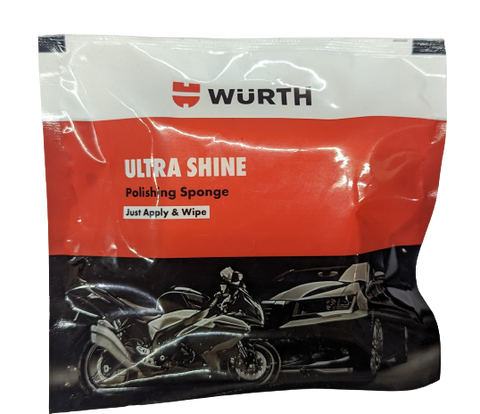 WÜRTH
ULTRA SHINE
Polishing Sponge
Just Apply & Wipe